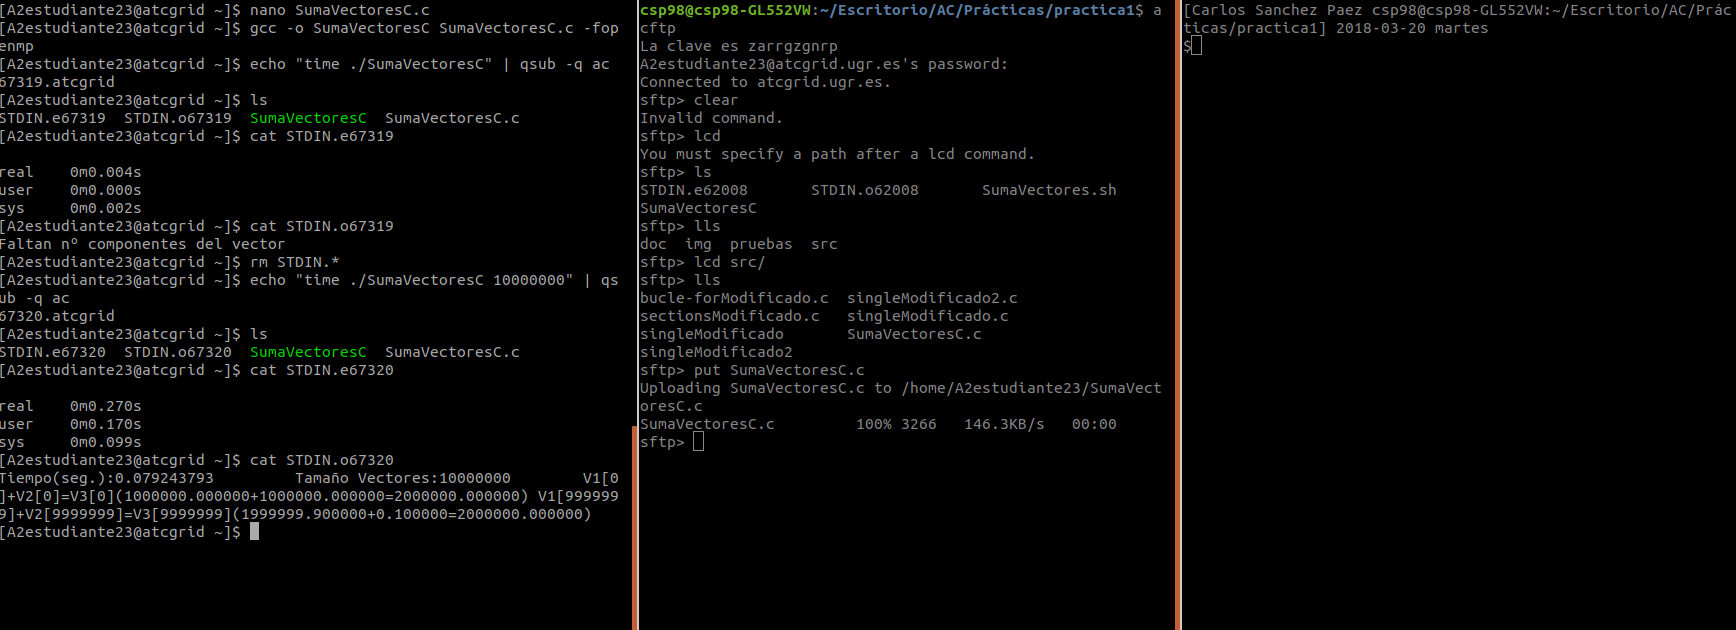 [A2estudiante23@atcgrid ~]$ nano SumaVectoresC.c
[A2estudiante23@atcgrid ~]$ gcc -o SumaVectoresC SumaVectoresC.c -fop
enmp
[A2estudiante23@atcgrid ~]$ echo "time ./SumaVectoresC" | qsub -q ac
67319.atcgrid
[A2estudiante23@atcgrid ~]$ ls
STDIN.e67319  STDIN.o67319  SumaVectoresC  SumaVectoresC.c
[A2estudiante23@atcgrid ~]$ cat STDIN.e67319
real    0m0.004s
user    0m0.000s
sys     0m0.002s
[A2estudiante23@atcgrid ~]$ cat STDIN.o67319
Faltan nº componentes del vector
[A2estudiante23@atcgrid ~]$ rm STDIN.*
[A2estudiante23@atcgrid ~]$ echo "time ./SumaVectoresC 10000000" | qs
ub -q ac
67320.atcgrid
[A2estudiante23@atcgrid ~]$ ls
STDIN.e67320  STDIN.o67320  SumaVectoresC  SumaVectoresC.c
[A2estudiante23@atcgrid ~]$ cat STDIN.e67320
real    0m0.270s
user    0m0.170s
sys     0m0.099s
[A2estudiante23@atcgrid ~]$ cat STDIN.o67320
Tiempo(seg.):0.079243793         Tamaño Vectores:10000000        V1[0
]+V2[0]=V3[0](1000000.000000+1000000.000000=2000000.000000) V1[999999
9]+V2[9999999]=V3[9999999](1999999.900000+0.100000=2000000.000000)
[A2estudiante23@atcgrid ~]$
csp98@csp98-GL552VW:~/Escritorio/AC/Prácticas/practica1$ a
cftp
La clave es zarrgzgnrp
A2estudiante23@atcgrid.ugr.es's password:
Connected to atcgrid.ugr.es.
sftp> clear
Invalid command.
sftp> lcd
You must specify a path after a lcd command.
sftp> ls
STDIN.e62008       STDIN.o62008       SumaVectores.sh
SumaVectoresC
sftp> lls
doc  img  pruebas  src
sftp> lcd src/
sftp> lls
bucle-forModificado.c  singleModificado2.c
sectionsModificado.c   singleModificado.c
singleModificado       SumaVectoresC.c
singleModificado2
sftp> put SumaVectoresC.c
Uploading SumaVectoresC.c to /home/A2estudiante23/SumaVect
oresC.c
SumaVectoresC.c         100% 3266   146.3KB/s   00:00
sftp>
[Carlos Sanchez Paez csp98@csp98-GL552VW:~/Escritorio/AC/Prác
ticas/practica1] 2018-03-20 martes
$